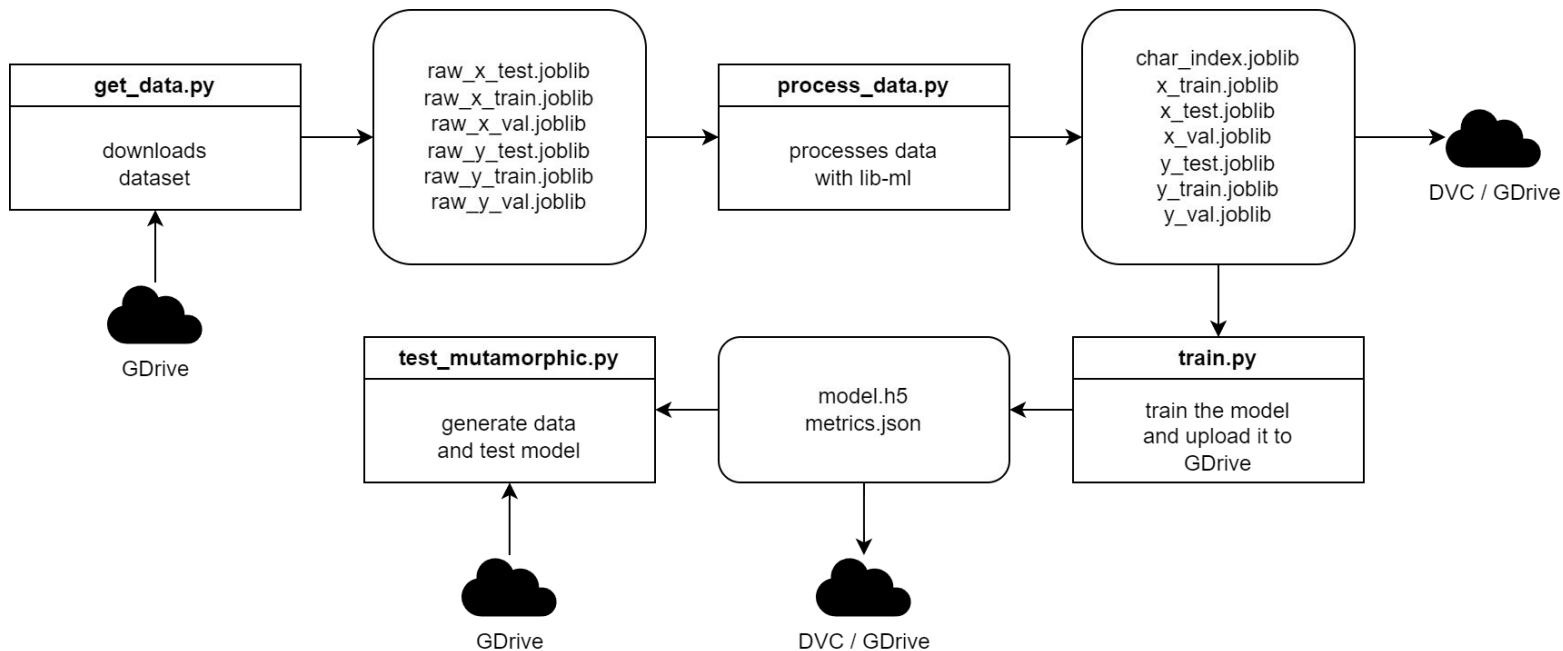 get_data.py
downloads
dataset
GDrive
raw_x_test.joblib
raw_x_train.joblib
raw_x_val.joblib
raw_y_test.joblib
raw_y_train.joblib
raw_y_val.joblib
process_data.py
processes data
with lib-ml
char_index.joblib
x_train.joblib
x_test.joblib
x_val.joblib
y_test.joblib
y_train.joblib
y_val.joblib
DVC / GDrive
train.py
train the model
and upload it to
GDrive
model.h5
metrics.json
DVC / GDrive
test_mutamorphic.py
generate data
and test model
GDrive